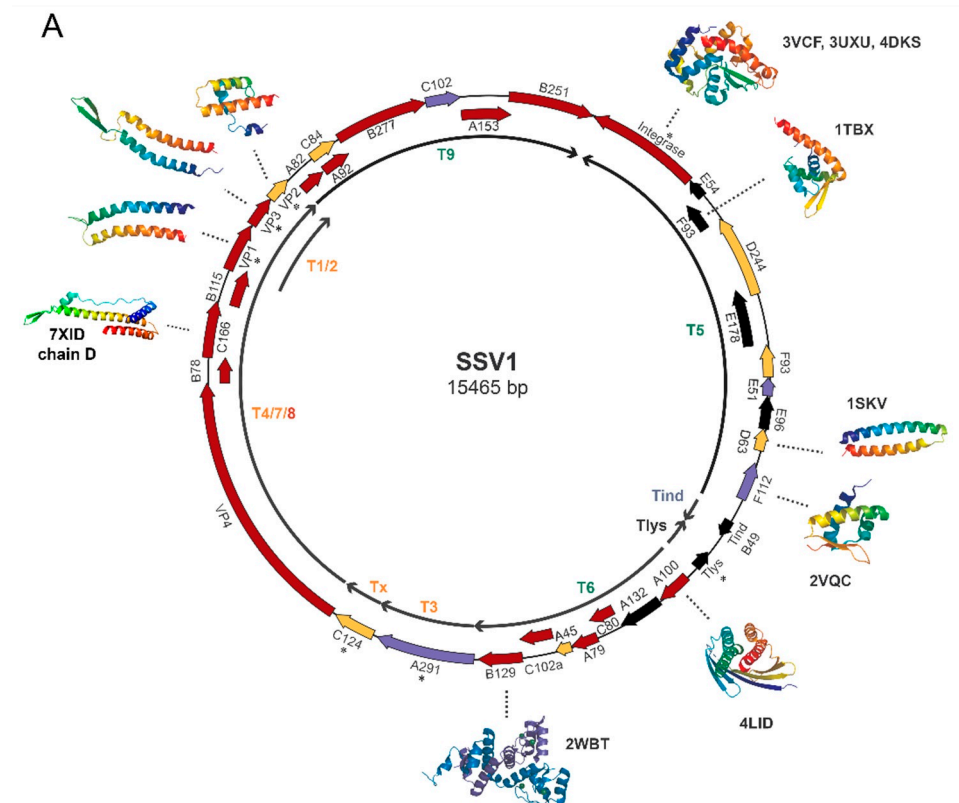 A
3VCF, 3UXU, 4DKS
C102
B251
B277
A153
Integrase
*
1TBX
C84
A82
A92
T9
E54
VP2
*
VP3
*
F93
VP1
*
T1/2
D244
B115
C166
E178
T5
7XID
chain D
B78
SSV1
15465 bp
F93
E51
T4/7/8
E96
1SKV
D63
F112
Tind
Tlys
Tind
B49
2VQC
VP4
Tlys
*
A100
T6
A132
Tx
T3
C80
A79
A45
C102a
C124
*
A291
*
B129
4LID
2WBT